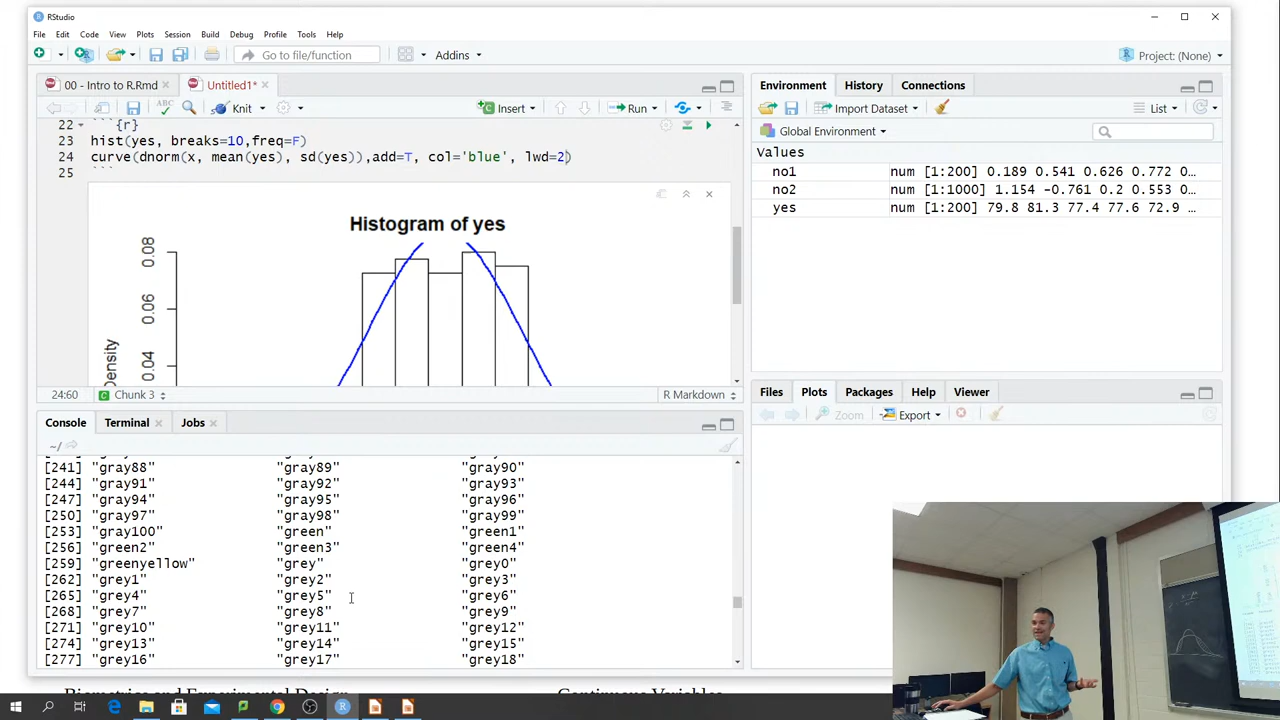 RStudio
File Edit View Plots Session Build Debug Profile Tools Help
Go to file/function
Addins
Project: (None)
00 - Intro to R.Rmd
Untitled1*
ABC
Knit
Insert
Run
22 ```{r}
23 hist(yes, breaks=10,freq=F)
24 curve(dnorm(x, mean(yes), sd(yes)),add=T, col='blue', lwd=2)
25 ```
Histogram of yes
0.08
0.06
0.04
Density
24:60
Chunk 3
R Markdown
Console Terminal Jobs
~/
[241] "gray88" "gray89" "gray90"
[244] "gray91" "gray92" "gray93"
[247] "gray94" "gray95" "gray96"
[250] "gray97" "gray98" "gray99"
[253] "gray100" "green" "green1"
[256] "green2" "green3" "green4"
[259] "greenyellow" "grey" "grey0"
[262] "grey1" "grey2" "grey3"
[265] "grey4" "grey5" "grey6"
[268] "grey7" "grey8" "grey9"
[271] "grey10" "grey11" "grey12"
[274] "grey13" "grey14" "grey15"
[277] "grey16" "grey17" "grey18"
Environment History Connections
Import Dataset
List
Global Environment
Values
no1 num [1:200] 0.189 0.541 0.626 0.772 0…
no2 num [1:1000] 1.154 -0.761 0.2 0.553 0…
yes num [1:200] 79.8 81.3 77.4 77.6 72.9 …
Files Plots Packages Help Viewer
Zoom
Export
Biometrics and Experimental Design
Continuous Variables